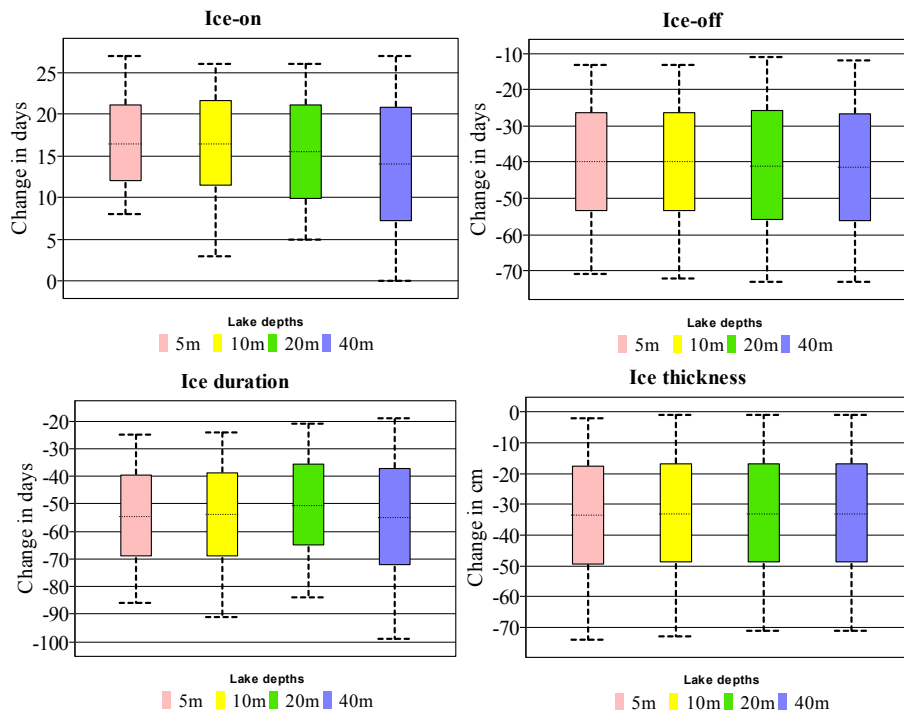 Ice-on
Change in days
25
20
15
10
5
0
Lake depths
5m 10m 20m 40m
Ice-off
Change in days
-10
-20
-30
-40
-50
-60
-70
Lake depths
5m 10m 20m 40m
Ice duration
Change in days
-20
-30
-40
-50
-60
-70
-80
-90
-100
Lake depths
5m 10m 20m 40m
Ice thickness
Change in cm
0
-10
-20
-30
-40
-50
-60
-70
Lake depths
5m 10m 20m 40m